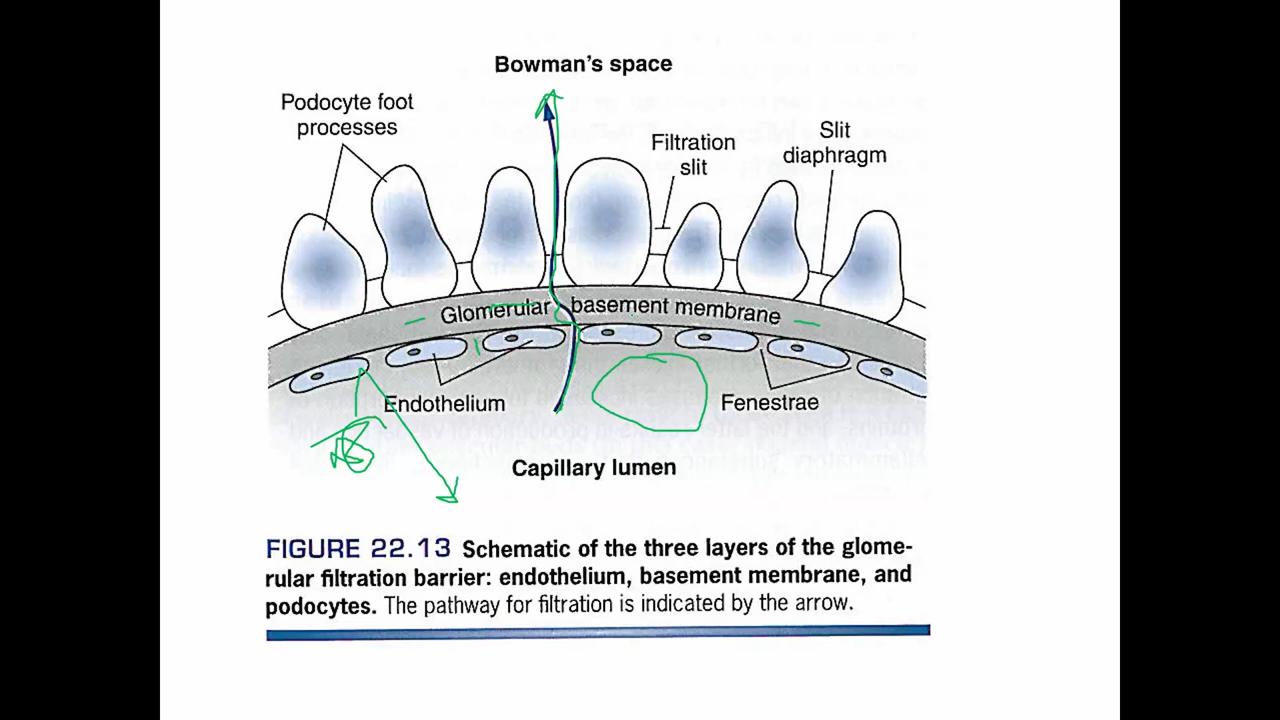 Bowman's space
Podocyte foot
processes
Filtration
slit
Slit
diaphragm
Glomerular basement membrane
Endothelium
Fenestrae
Capillary lumen
FIGURE 22.13 Schematic of the three layers of the glome-
rular filtration barrier: endothelium, basement membrane, and
podocytes. The pathway for filtration is indicated by the arrow.